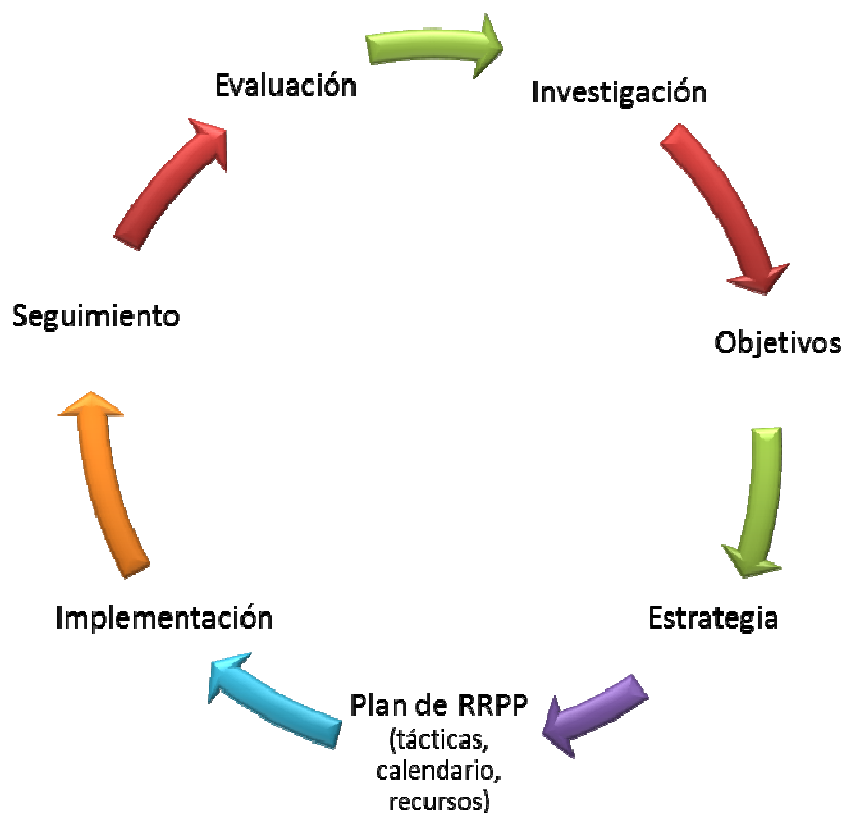 Evaluación
Investigación
Objetivos
Estrategia
Plan de RRPP
(tácticas,
calendario,
recursos)
Implementación
Seguimiento